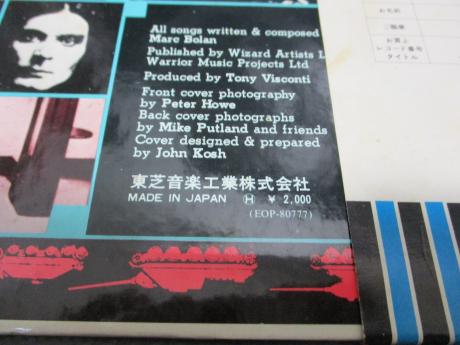 All songs written & composed
Marc Bolan
Published by Wizard Artists L
Warrior Music Projects Ltd
Produced by Tony Visconti
Front cover photography
by Peter Howe
Back cover photographs
by Mike Putland and friends
Cover designed & prepared
by John Kosh
東芝音楽工業株式会社
MADE IN JAPAN Ⓗ ¥2,000
(EOP-80777)
お名前
ご職業
お買上
レコード番号
タイトル